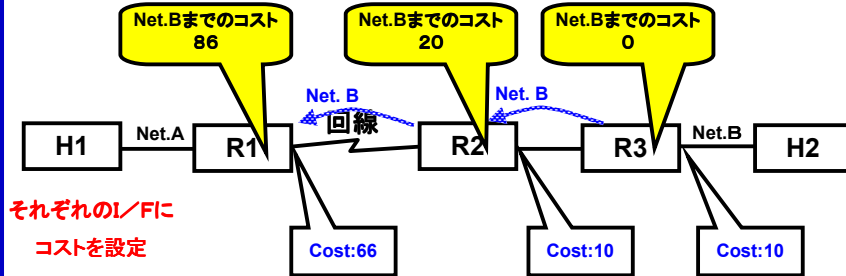 Net.Bまでのコスト
86
Net.Bまでのコスト
20
Net.Bまでのコスト
0
Net. B
Net. B
回線
H1
Net.A
R1
R2
R3
Net.B
H2
それぞれのI/Fに
コストを設定
Cost:66
Cost:10
Cost:10